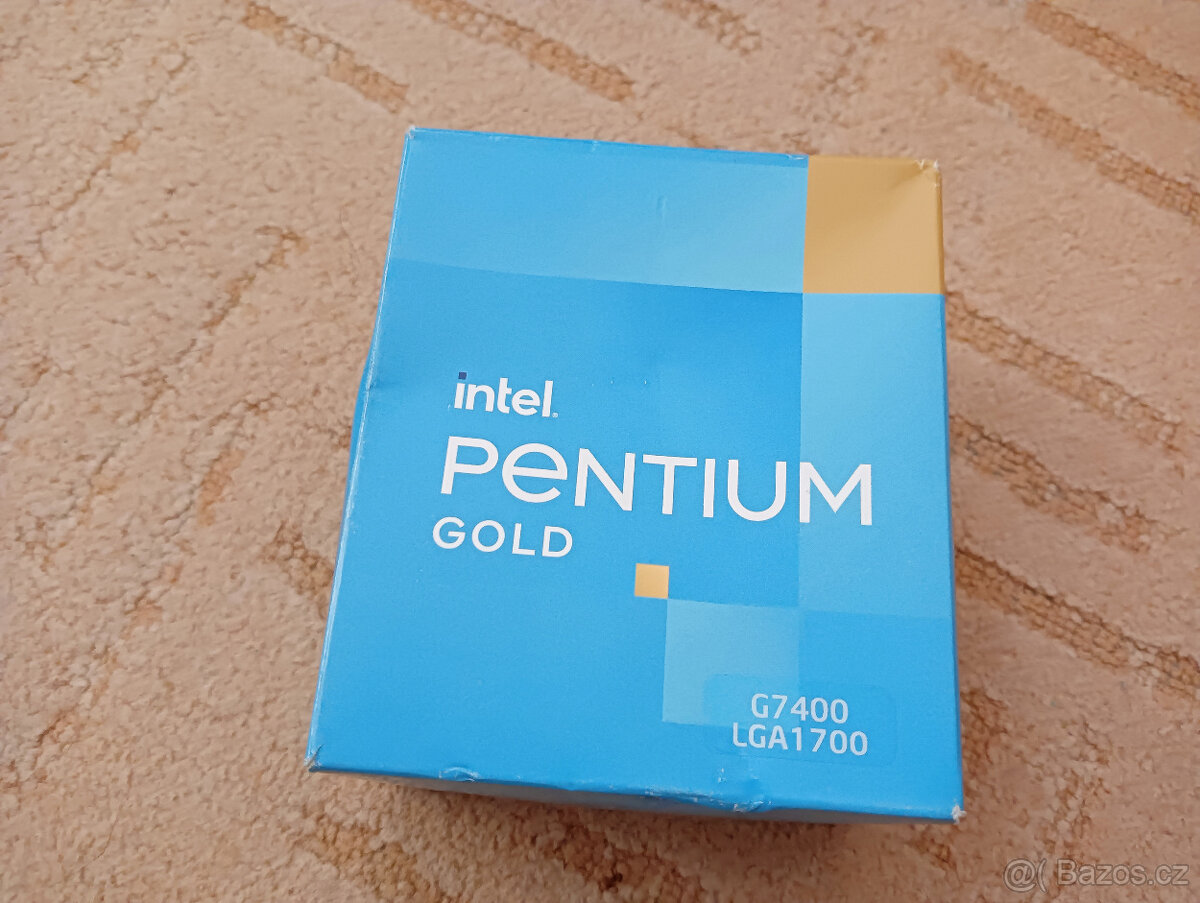 intel.
PENTIUM
GOLD
G7400
LGA1700
@( Bazos.cz